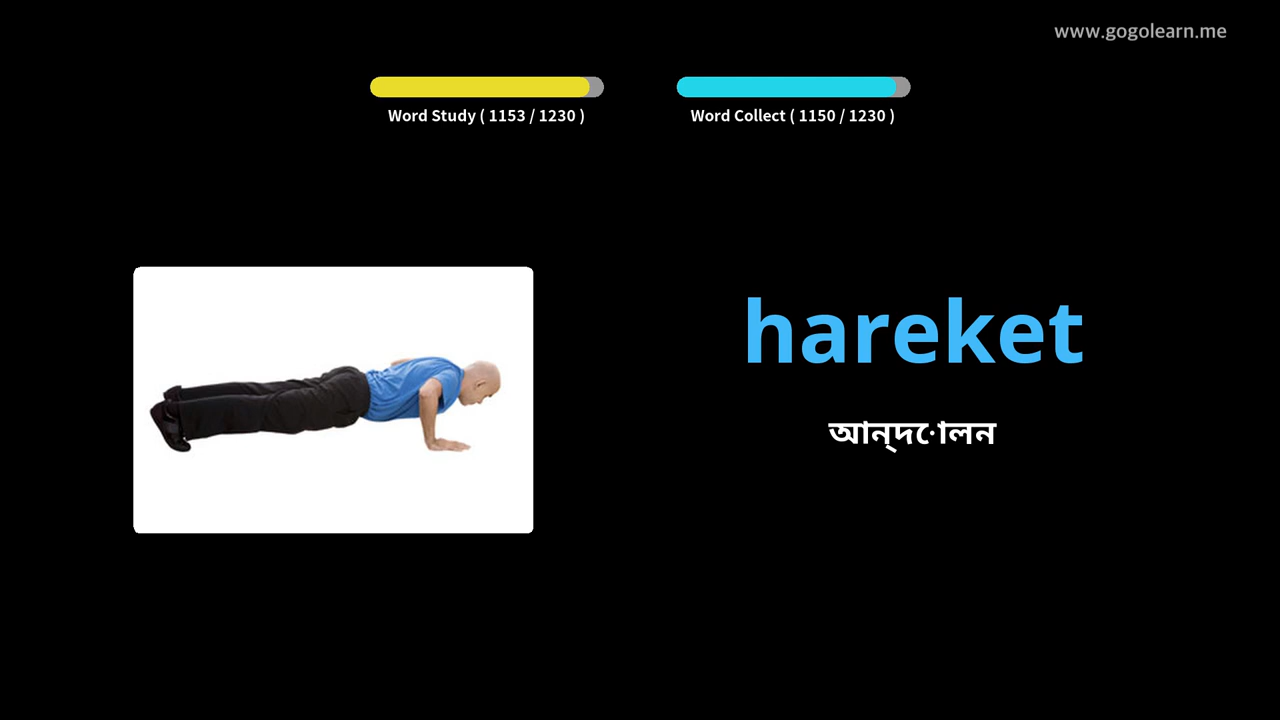 www.gogolearn.me
Word Study ( 1153 / 1230 )
Word Collect ( 1150 / 1230 )
hareket
আন্দোলন